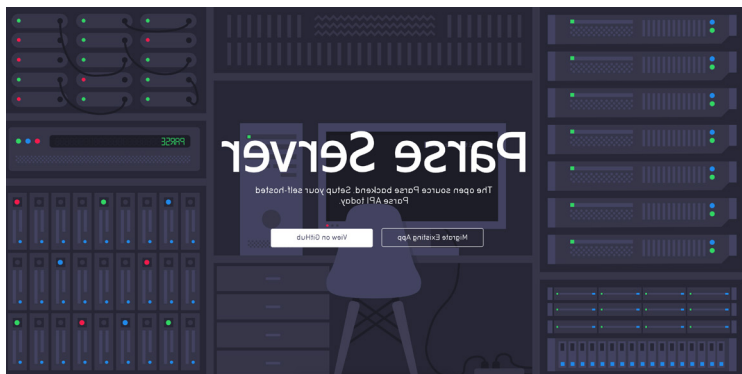 PARSE
Parse Server
The open source Parse backend. Setup your self-hosted
Parse API today.
Migrate Existing App
View on GitHub